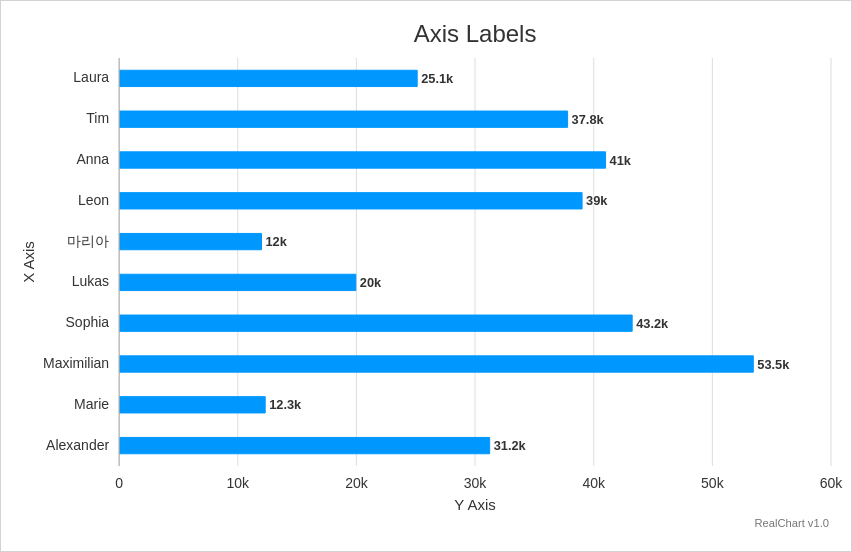 Axis Labels
Laura 25.1k
Tim 37.8k
Anna 41k
Leon 39k
마리아 12k
Lukas 20k
Sophia 43.2k
Maximilian 53.5k
Marie 12.3k
Alexander 31.2k
X Axis
0 10k 20k 30k 40k 50k 60k
Y Axis
RealChart v1.0